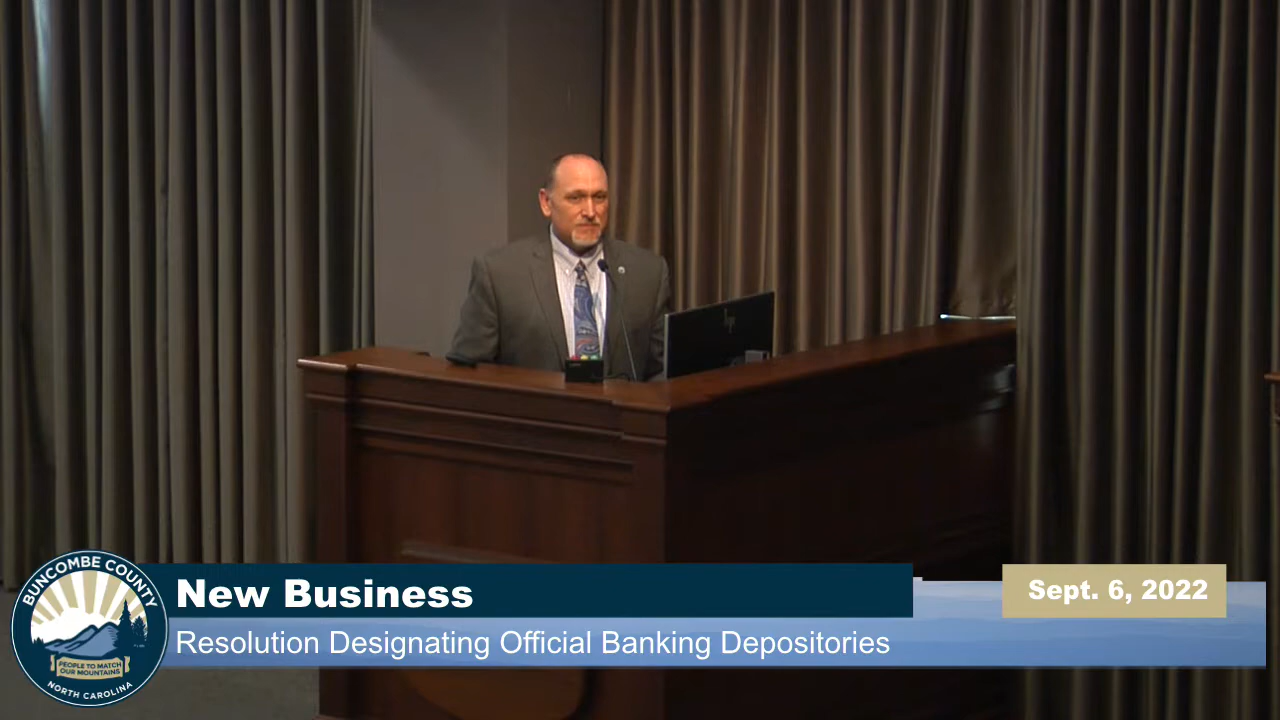 New Business
Sept. 6, 2022
Resolution Designating Official Banking Depositories
BUNCOMBE COUNTY
PEOPLE TO MATCH
OUR MOUNTAINS
NORTH CAROLINA
hp